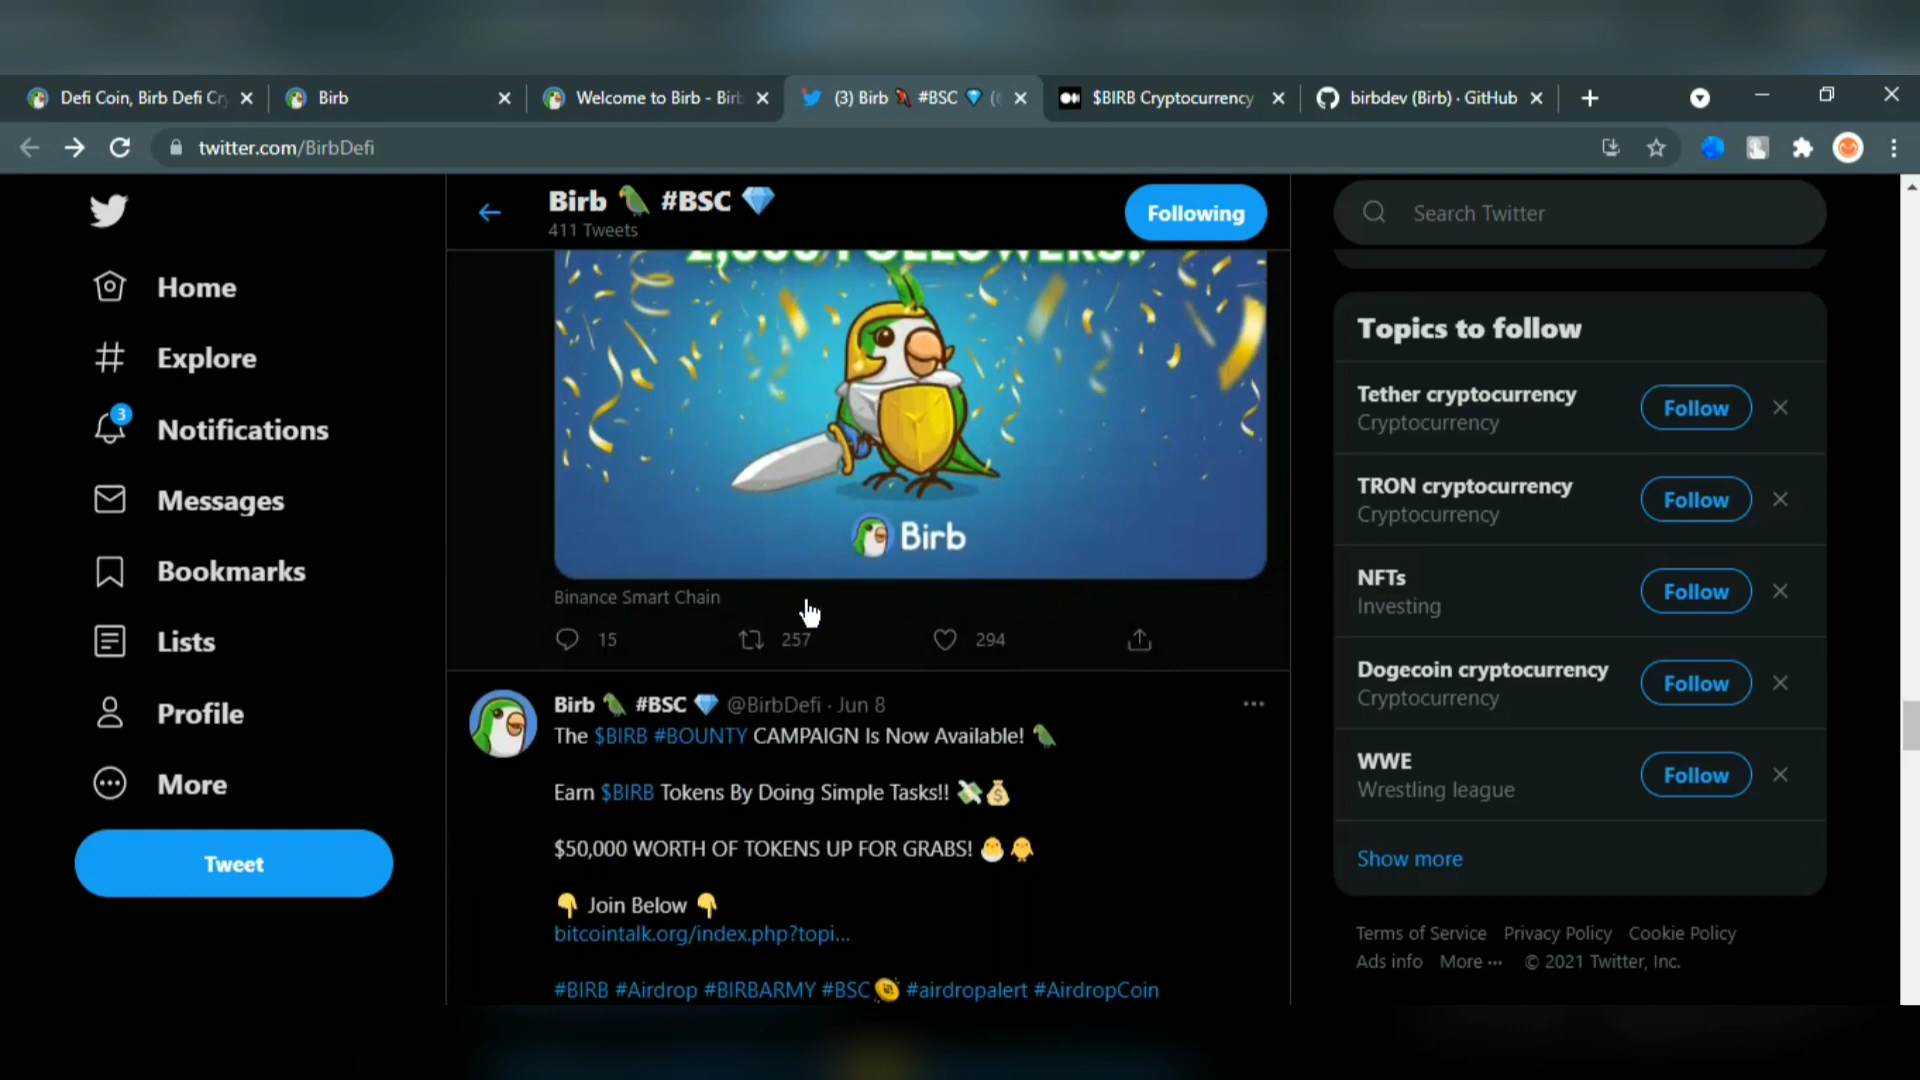 Defi Coin, Birb Defi Cr
Birb
Welcome to Birb - Birb
(3) Birb #BSC
$BIRB Cryptocurrency
birbdev (Birb) · GitHub
twitter.com/BirbDefi
Birb #BSC
411 Tweets
Following
Search Twitter
Home
Explore
3
Notifications
Messages
Bookmarks
Lists
Profile
More
Tweet
FOLLOWERS!
Birb
Binance Smart Chain
15 257 294
Birb #BSC @BirbDefi · Jun 8
The $BIRB #BOUNTY CAMPAIGN Is Now Available!
Earn $BIRB Tokens By Doing Simple Tasks!!
$50,000 WORTH OF TOKENS UP FOR GRABS!
Join Below
bitcointalk.org/index.php?topi...
#BIRB #Airdrop #BIRBARMY #BSC #airdropalert #AirdropCoin
Topics to follow
Tether cryptocurrency
Cryptocurrency
Follow
TRON cryptocurrency
Cryptocurrency
Follow
NFTs
Investing
Follow
Dogecoin cryptocurrency
Cryptocurrency
Follow
WWE
Wrestling league
Follow
Show more
Terms of Service Privacy Policy Cookie Policy
Ads info More ··· © 2021 Twitter, Inc.